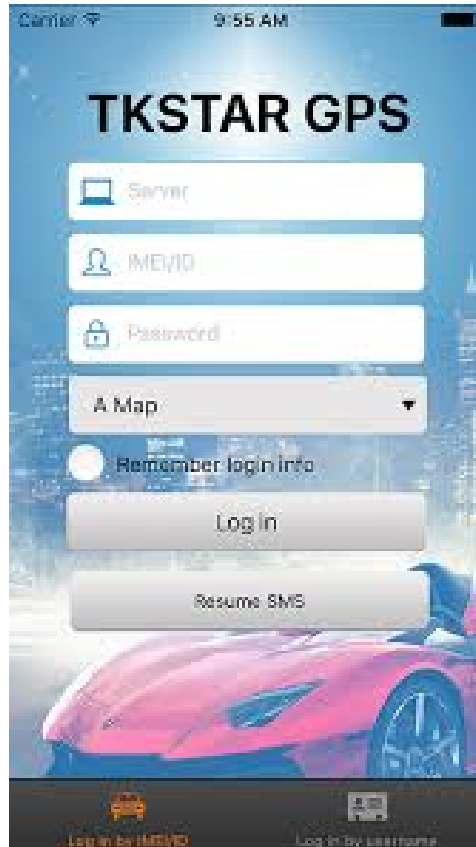 Carrier 9:55 AM
TKSTAR GPS
Server
IMEI/ID
Password
A Map
Remember login info
Log in
Resume SMS
Log in by IMEI/ID Log in by username